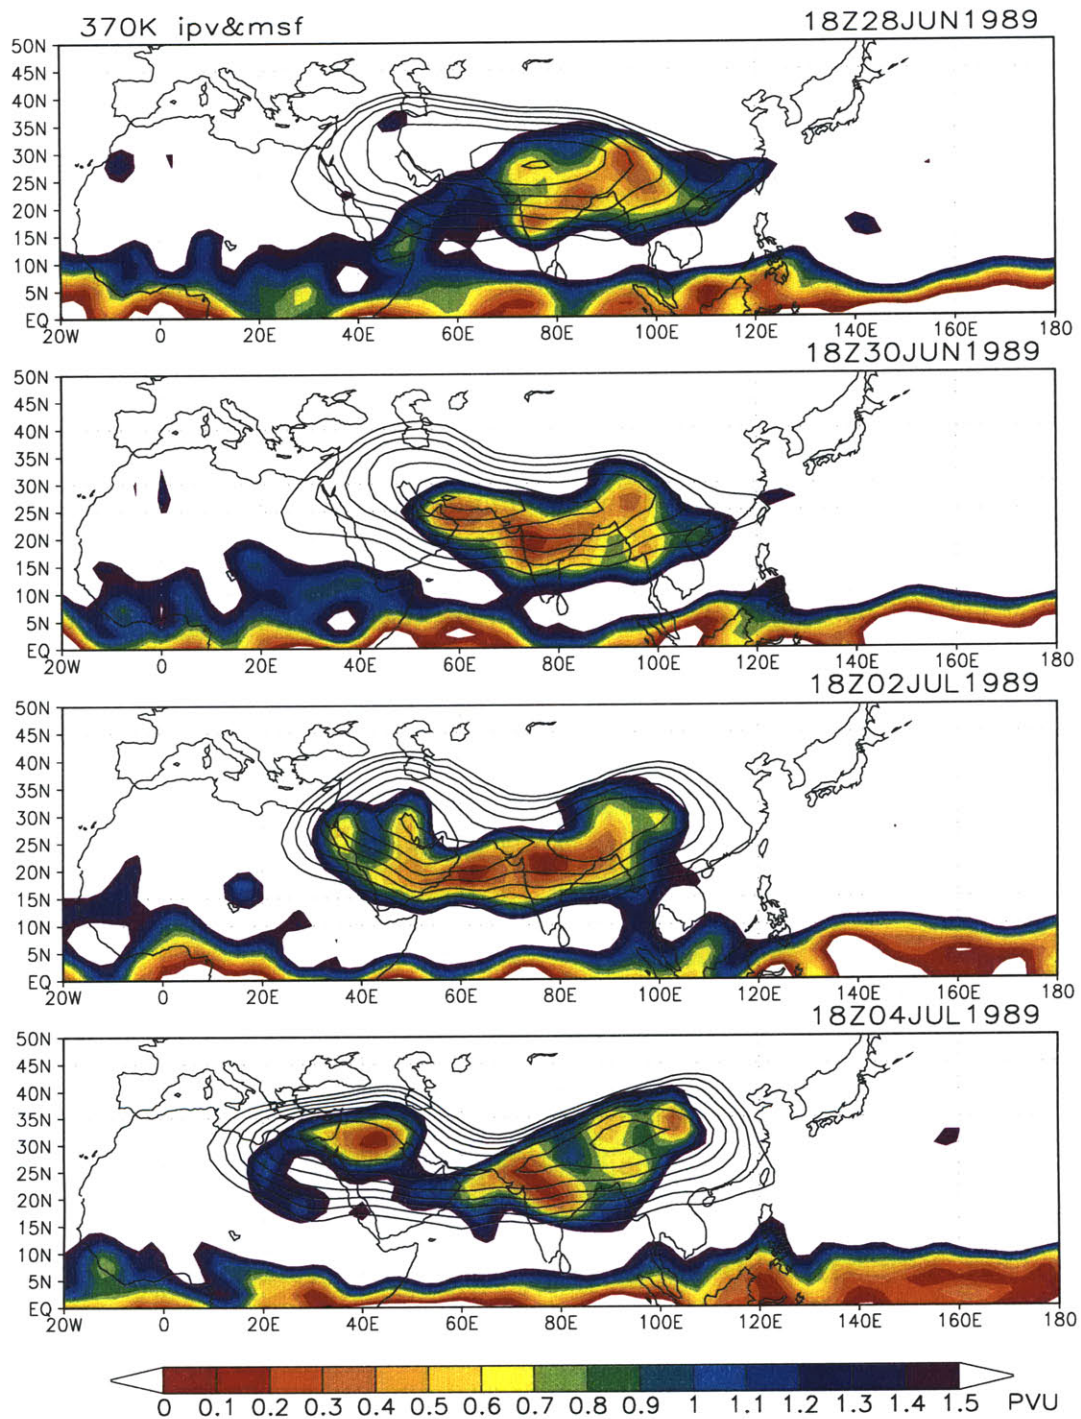 370K ipv&msf 18Z28JUN1989
50N
45N
40N
35N
30N
25N
20N
15N
10N
5N
EQ
20W 0 20E 40E 60E 80E 100E 120E 140E 160E 180
18Z30JUN1989
50N
45N
40N
35N
30N
25N
20N
15N
10N
5N
EQ
20W 0 20E 40E 60E 80E 100E 120E 140E 160E 180
18Z02JUL1989
50N
45N
40N
35N
30N
25N
20N
15N
10N
5N
EQ
20W 0 20E 40E 60E 80E 100E 120E 140E 160E 180
18Z04JUL1989
50N
45N
40N
35N
30N
25N
20N
15N
10N
5N
EQ
20W 0 20E 40E 60E 80E 100E 120E 140E 160E 180
0 0.1 0.2 0.3 0.4 0.5 0.6 0.7 0.8 0.9 1 1.1 1.2 1.3 1.4 1.5 PVU